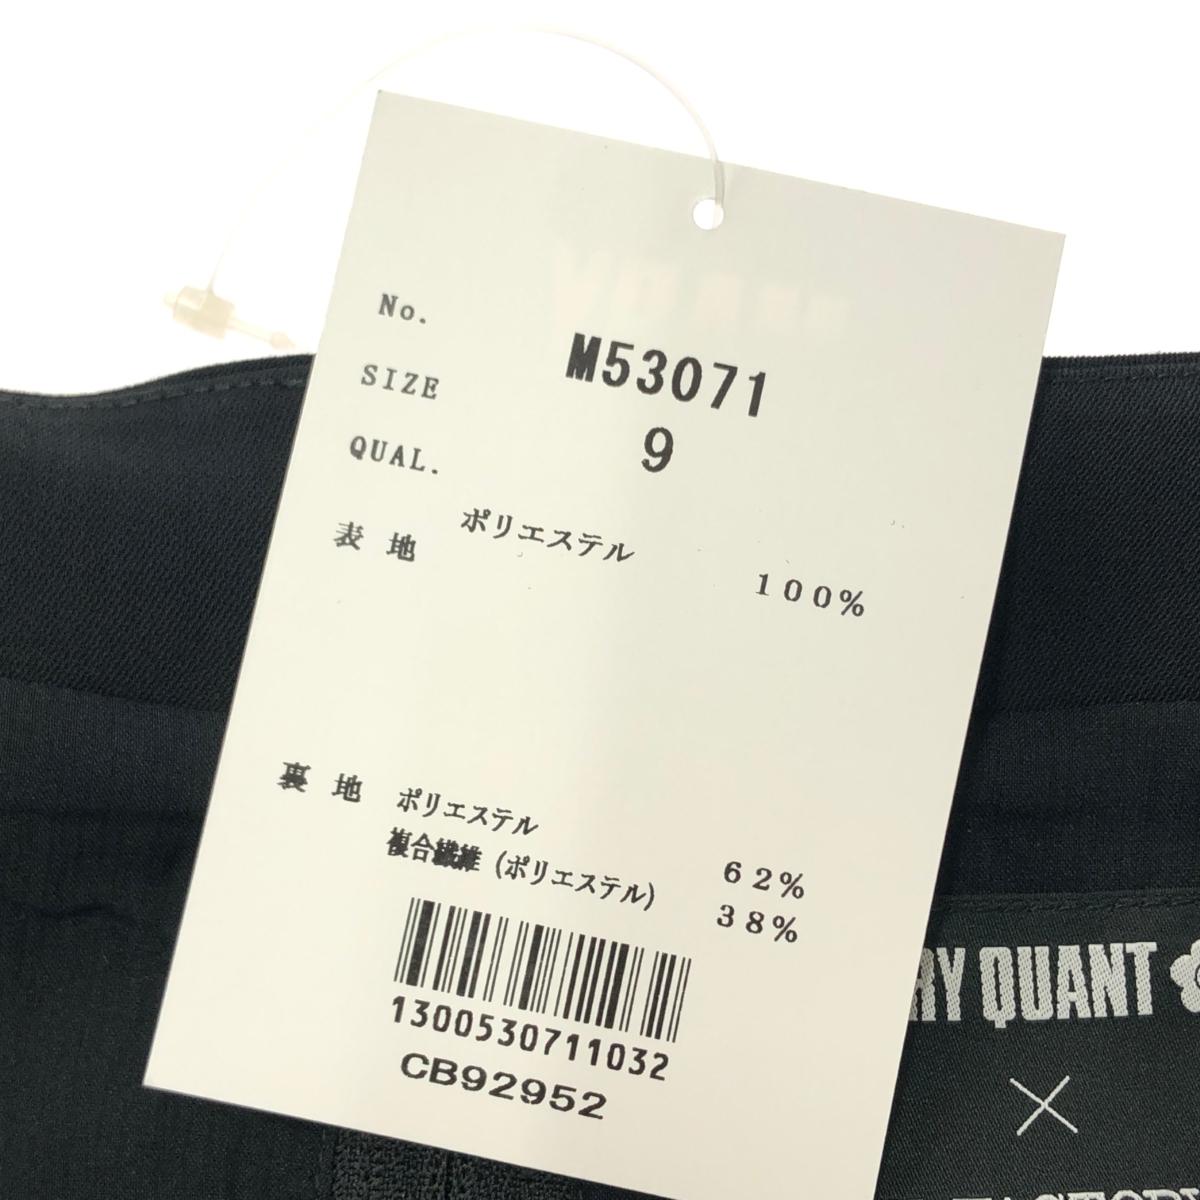 No. M53071
SIZE 9
QUAL.
表地 ポリエステル 100%
裏地 ポリエステル 62%
複合繊維(ポリエステル) 38%
1300530711032
CB92952
RY QUANT
×